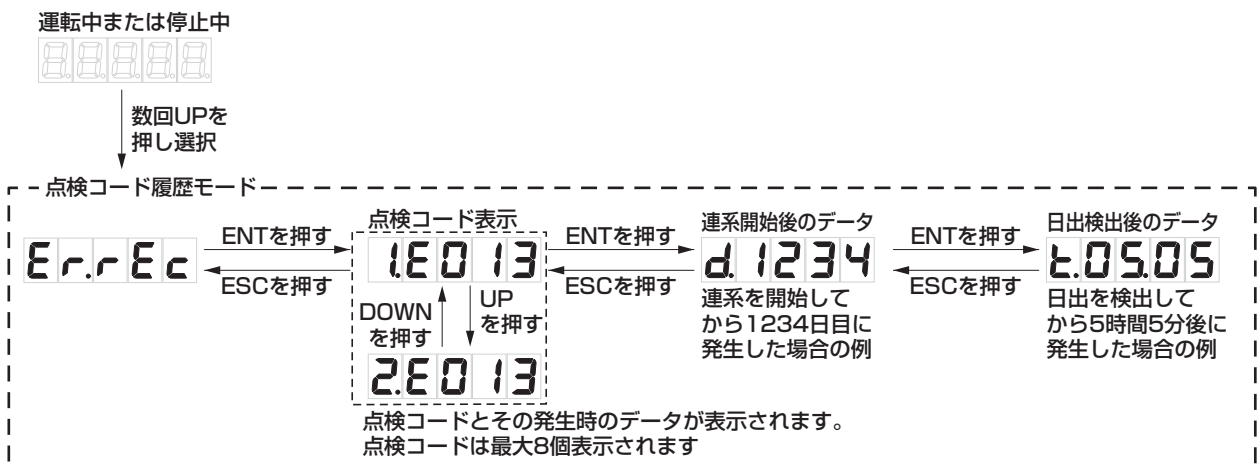 運転中または停止中
8.8.8.8.8.
数回UPを
押し選択
点検コード履歴モード
Er.rEc
ENTを押す
ESCを押す
点検コード表示
1.E013
DOWN
を押す
UP
を押す
2.E013
点検コードとその発生時のデータが表示されます。
点検コードは最大8個表示されます
ENTを押す
ESCを押す
連系開始後のデータ
d.1234
連系を開始して
から1234日目に
発生した場合の例
ENTを押す
ESCを押す
日出検出後のデータ
t.05.05
日出を検出して
から5時間5分後に
発生した場合の例